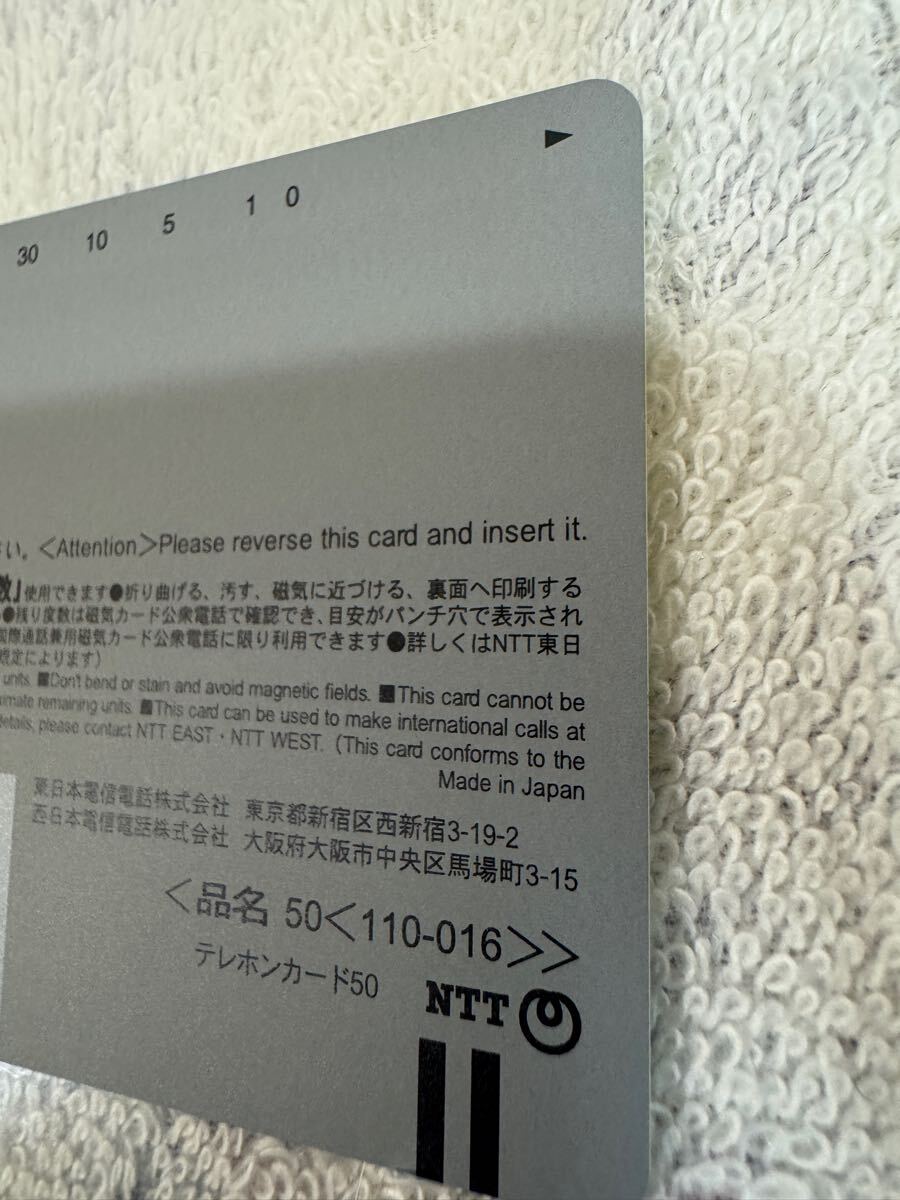 ▶
30 10 5 1 0
い。<Attention>Please reverse this card and insert it.
数」使用できます●折り曲げる、汚す、磁気に近づける、裏面へ印刷する
●残り度数は磁気カード公衆電話で確認でき、目安がパンチ穴で表示され
国際通話兼用磁気カード公衆電話に限り利用できます●詳しくはNTT東日
規定によります)
units. ■Don't bend or stain and avoid magnetic fields. ■This card cannot be
remaining units. ■This card can be used to make international calls at
details, please contact NTT EAST・NTT WEST. (This card conforms to the
Made in Japan
東日本電信電話株式会社 東京都新宿区西新宿3-19-2
西日本電信電話株式会社 大阪府大阪市中央区馬場町3-15
<品名 50<110-016>>
テレホンカード50
NTT